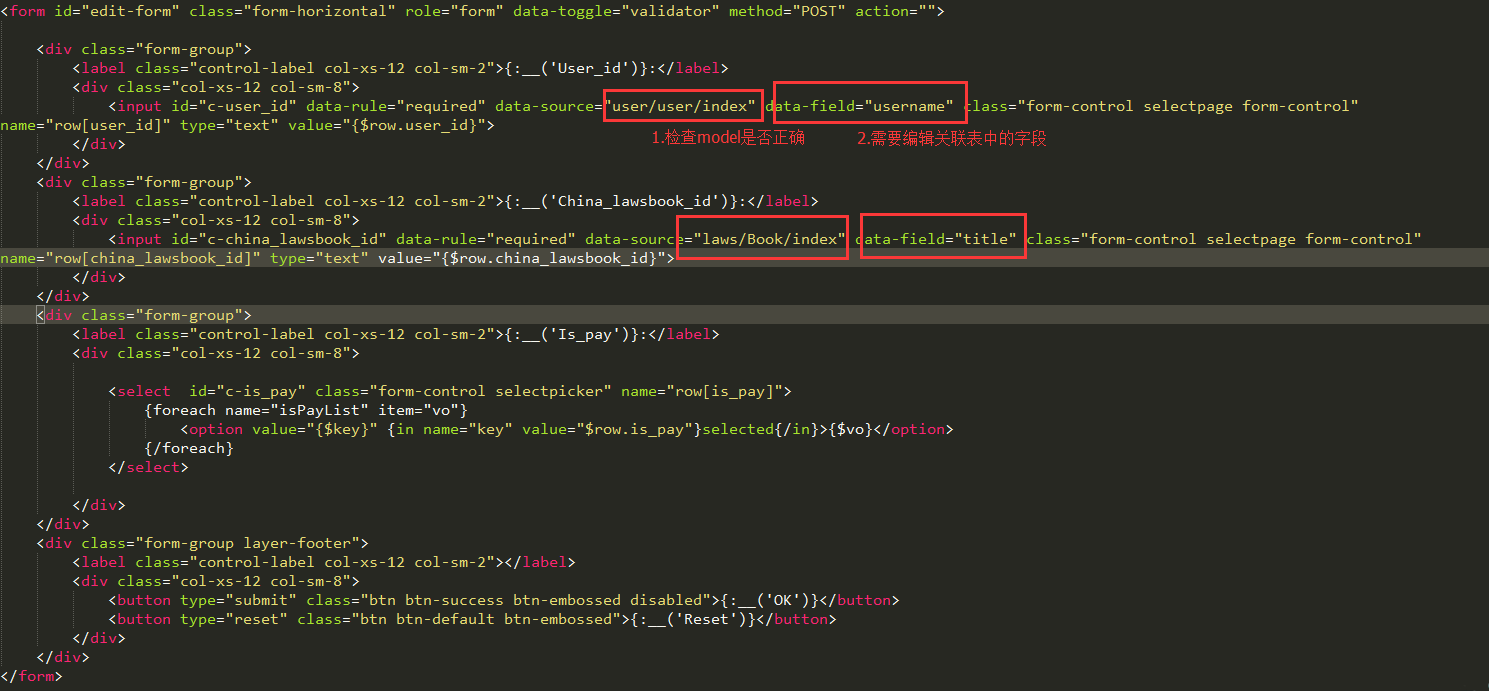 <form id="edit-form" class="form-horizontal" role="form" data-toggle="validator" method="POST" action="">
<div class="form-group">
<label class="control-label col-xs-12 col-sm-2">{:__('User_id')}:</label>
<div class="col-xs-12 col-sm-8">
<input id="c-user_id" data-rule="required" data-source="user/user/index" data-field="username" class="form-control selectpage form-control"
name="row[user_id]" type="text" value="{$row.user_id}">
1.检查model是否正确 2.需要编辑关联表中的字段
</div>
</div>
<div class="form-group">
<label class="control-label col-xs-12 col-sm-2">{:__('China_lawsbook_id')}:</label>
<div class="col-xs-12 col-sm-8">
<input id="c-china_lawsbook_id" data-rule="required" data-source="laws/Book/index" data-field="title" class="form-control selectpage form-control"
name="row[china_lawsbook_id]" type="text" value="{$row.china_lawsbook_id}">
</div>
</div>
<div class="form-group">
<label class="control-label col-xs-12 col-sm-2">{:__('Is_pay')}:</label>
<div class="col-xs-12 col-sm-8">
<select  id="c-is_pay" class="form-control selectpicker" name="row[is_pay]">
{foreach name="isPayList" item="vo"}
<option value="{$key}" {in name="key" value="$row.is_pay"}selected{/in}>{$vo}</option>
{/foreach}
</select>
</div>
</div>
<div class="form-group layer-footer">
<label class="control-label col-xs-12 col-sm-2"></label>
<div class="col-xs-12 col-sm-8">
<button type="submit" class="btn btn-success btn-embossed disabled">{:__('OK')}</button>
<button type="reset" class="btn btn-default btn-embossed">{:__('Reset')}</button>
</div>
</div>
</form>